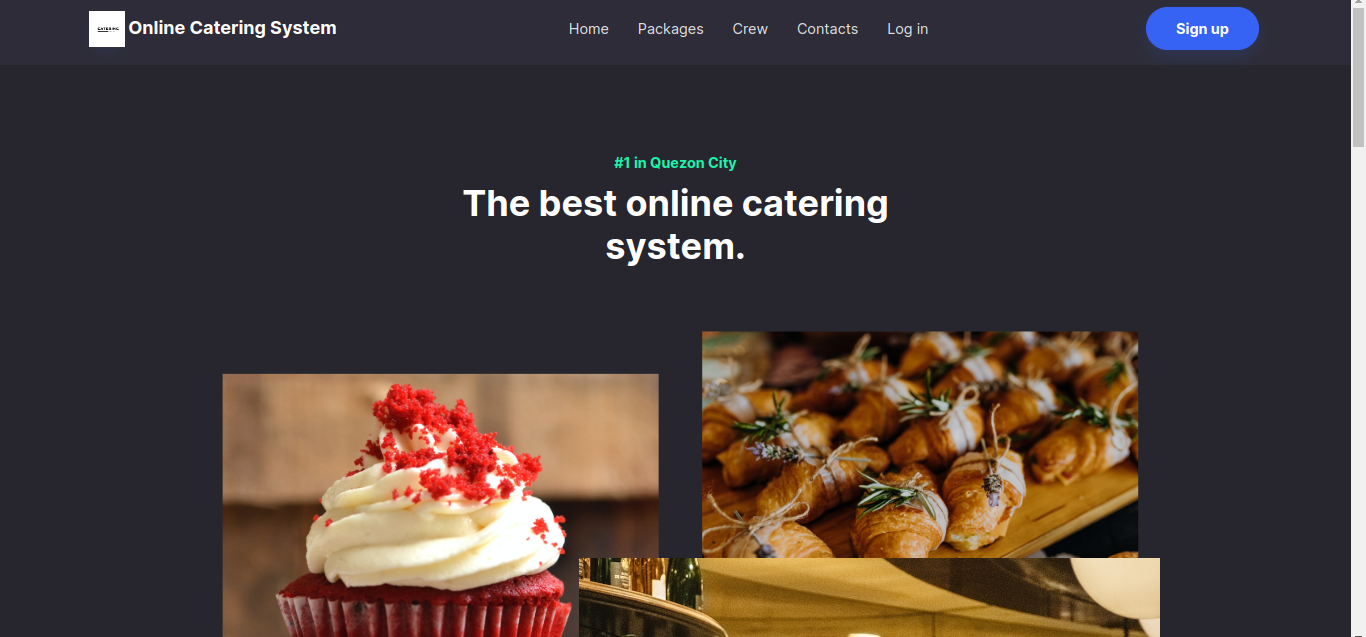 CATERING
Online Catering System
Home
Packages
Crew
Contacts
Log in
Sign up
#1 in Quezon City
The best online catering
system.